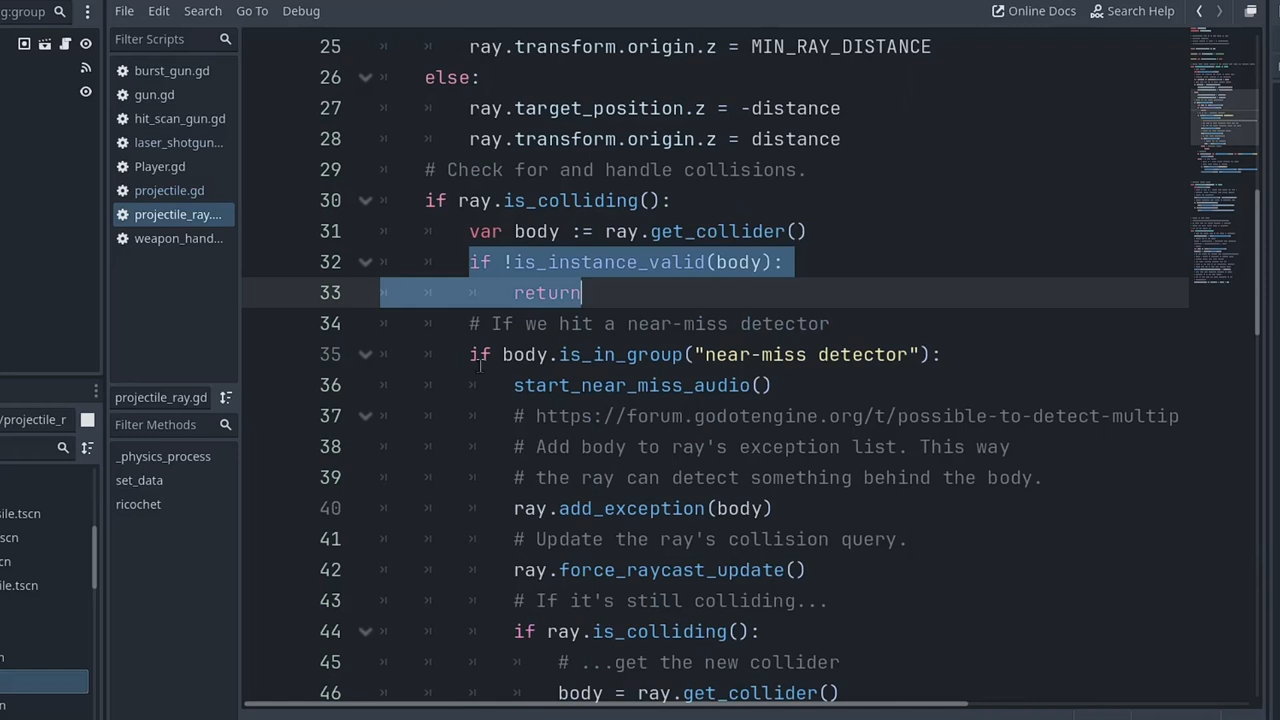 g:group
File Edit Search Go To Debug
Online Docs Search Help
Filter Scripts
burst_gun.gd
gun.gd
hit_scan_gun.gd
laser_shotgun...
Player.gd
projectile.gd
projectile_ray....
weapon_hand...
projectile_ray.gd
Filter Methods
_physics_process
set_data
ricochet
/projectile_r
sile.tscn
scn
ile.tscn
25 ray.transform.origin.z = MIN_RAY_DISTANCE
26 else:
27 ray.target_position.z = -distance
28 ray.transform.origin.z = distance
29 # Check for and handle collisions.
30 if ray.is_colliding():
31 var body := ray.get_collider()
32 if is_instance_valid(body):
33 return
34 # If we hit a near-miss detector
35 if body.is_in_group("near-miss detector"):
36 start_near_miss_audio()
37 # https://forum.godotengine.org/t/possible-to-detect-multip
38 # Add body to ray's exception list. This way
39 # the ray can detect something behind the body.
40 ray.add_exception(body)
41 # Update the ray's collision query.
42 ray.force_raycast_update()
43 # If it's still colliding...
44 if ray.is_colliding():
45 # ...get the new collider
46 body = ray.get_collider()